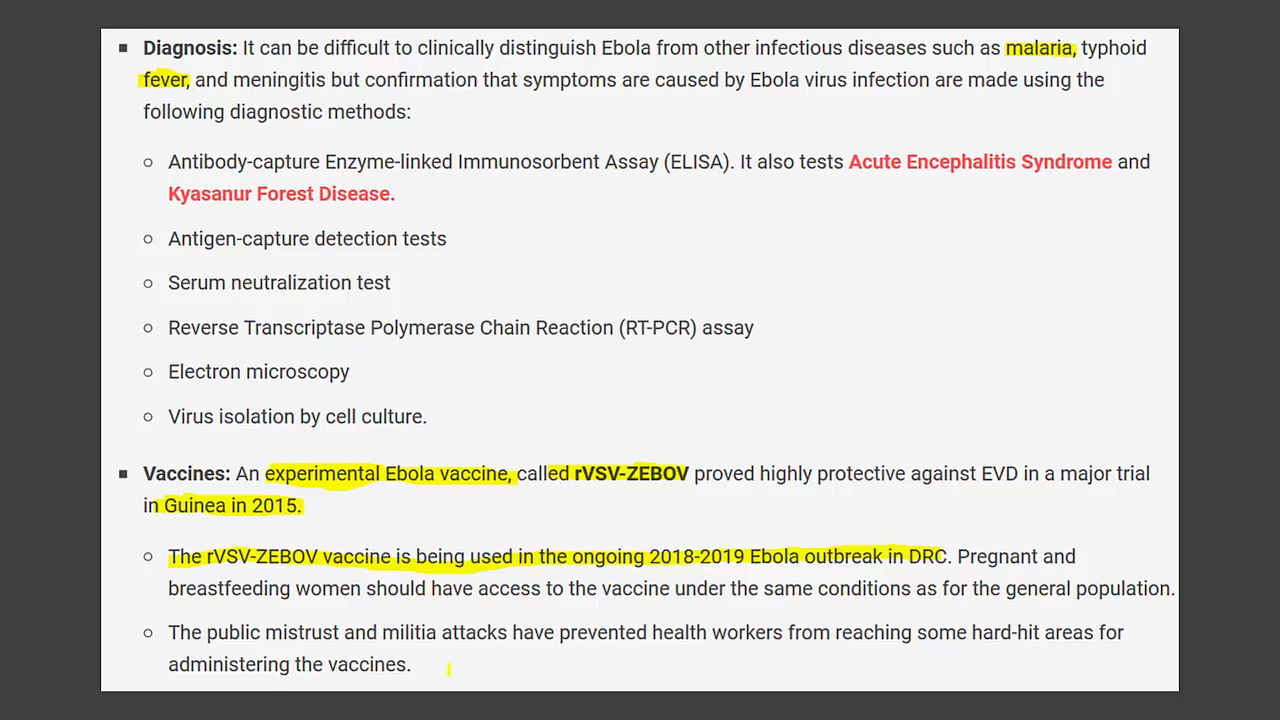 ▪ Diagnosis: It can be difficult to clinically distinguish Ebola from other infectious diseases such as malaria, typhoid
fever, and meningitis but confirmation that symptoms are caused by Ebola virus infection are made using the
following diagnostic methods:
○ Antibody-capture Enzyme-linked Immunosorbent Assay (ELISA). It also tests Acute Encephalitis Syndrome and
Kyasanur Forest Disease.
○ Antigen-capture detection tests
○ Serum neutralization test
○ Reverse Transcriptase Polymerase Chain Reaction (RT-PCR) assay
○ Electron microscopy
○ Virus isolation by cell culture.
▪ Vaccines: An experimental Ebola vaccine, called rVSV-ZEBOV proved highly protective against EVD in a major trial
in Guinea in 2015.
○ The rVSV-ZEBOV vaccine is being used in the ongoing 2018-2019 Ebola outbreak in DRC. Pregnant and
breastfeeding women should have access to the vaccine under the same conditions as for the general population.
○ The public mistrust and militia attacks have prevented health workers from reaching some hard-hit areas for
administering the vaccines.